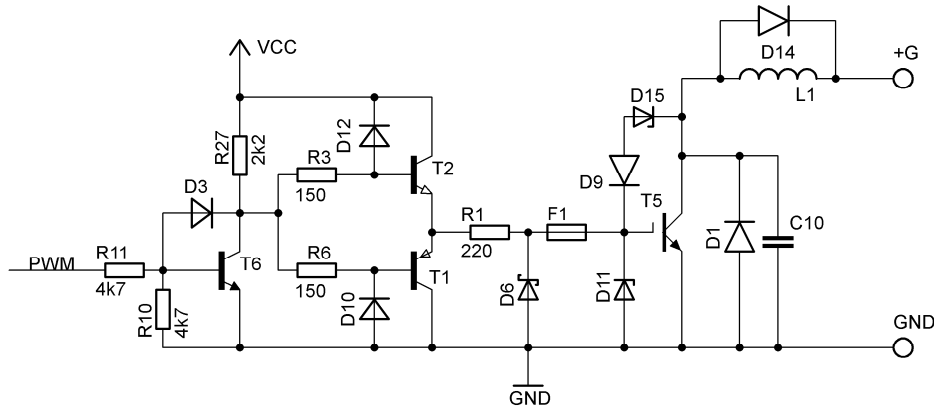 VCC
D14
+G
L1
D15
D12
R27
2k2
R3
150
T2
D9
D3
T5
R1
220
F1
D1
C10
R11
4k7
PWM
T6
R6
150
T1
R10
4k7
D10
D6
D11
GND
GND